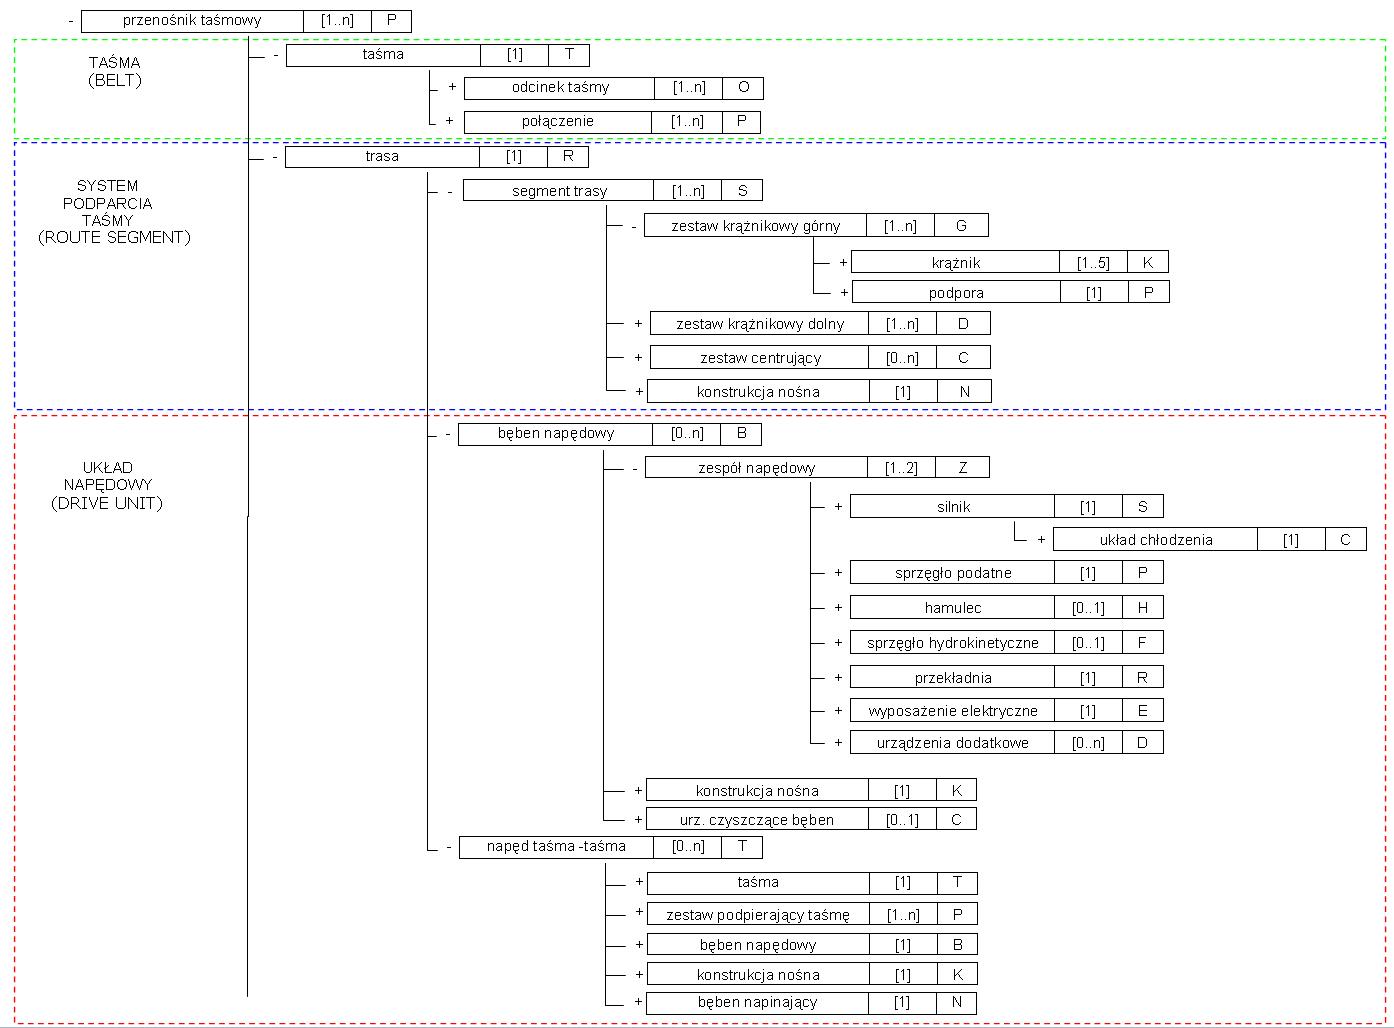 - przenośnik taśmowy [1..n] P
TAŚMA
(BELT)
- taśma [1] T
+ odcinek taśmy [1..n] O
+ połączenie [1..n] P
SYSTEM
PODPARCIA
TAŚMY
(ROUTE SEGMENT)
- trasa [1] R
- segment trasy [1..n] S
- zestaw krążnikowy górny [1..n] G
+ krążnik [1..5] K
+ podpora [1] P
+ zestaw krążnikowy dolny [1..n] D
+ zestaw centrujący [0..n] C
+ konstrukcja nośna [1] N
UKŁAD
NAPĘDOWY
(DRIVE UNIT)
- bęben napędowy [0..n] B
- zespół napędowy [1..2] Z
+ silnik [1] S
+ układ chłodzenia [1] C
+ sprzęgło podatne [1] P
+ hamulec [0..1] H
+ sprzęgło hydrokinetyczne [0..1] F
+ przekładnia [1] R
+ wyposażenie elektryczne [1] E
+ urządzenia dodatkowe [0..n] D
+ konstrukcja nośna [1] K
+ urz. czyszczące bęben [0..1] C
- napęd taśma -taśma [0..n] T
+ taśma [1] T
+ zestaw podpierający taśmę [1..n] P
+ bęben napędowy [1] B
+ konstrukcja nośna [1] K
+ bęben napinający [1] N